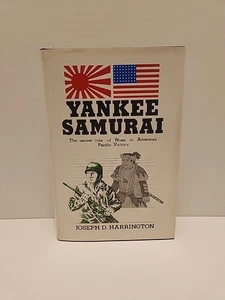 YANKEE
SAMURAI
The secret role of Nisei in America's
Pacific Victory
JOSEPH D. HARRINGTON